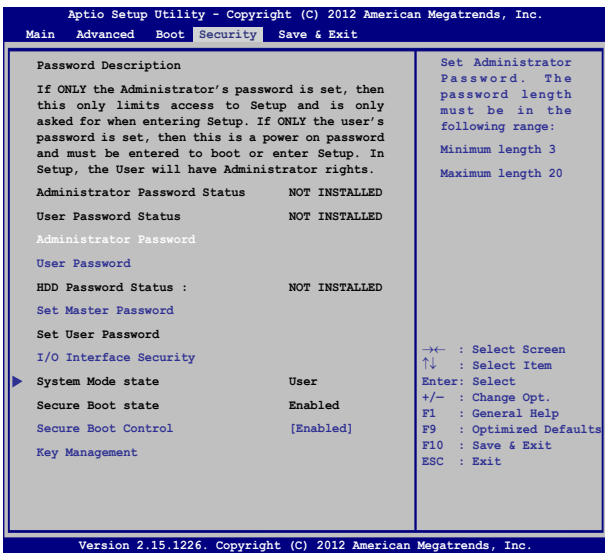 Aptio Setup Utility - Copyright (C) 2012 American Megatrends, Inc.
Main Advanced Boot Security Save & Exit
Password Description
If ONLY the Administrator's password is set, then
this only limits access to Setup and is only
asked for when entering Setup. If ONLY the user's
password is set, then this is a power on password
and must be entered to boot or enter Setup. In
Setup, the User will have Administrator rights.
Administrator Password Status NOT INSTALLED
User Password Status NOT INSTALLED
Administrator Password
User Password
HDD Password Status : NOT INSTALLED
Set Master Password
Set User Password
I/O Interface Security
System Mode state User
Secure Boot state Enabled
Secure Boot Control [Enabled]
Key Management
Set Administrator
Password. The
password length
must be in the
following range:
Minimum length 3
Maximum length 20
→← : Select Screen
↑↓ : Select Item
Enter: Select
+/— : Change Opt.
F1 : General Help
F9 : Optimized Defaults
F10 : Save & Exit
ESC : Exit
Version 2.15.1226. Copyright (C) 2012 American Megatrends, Inc.